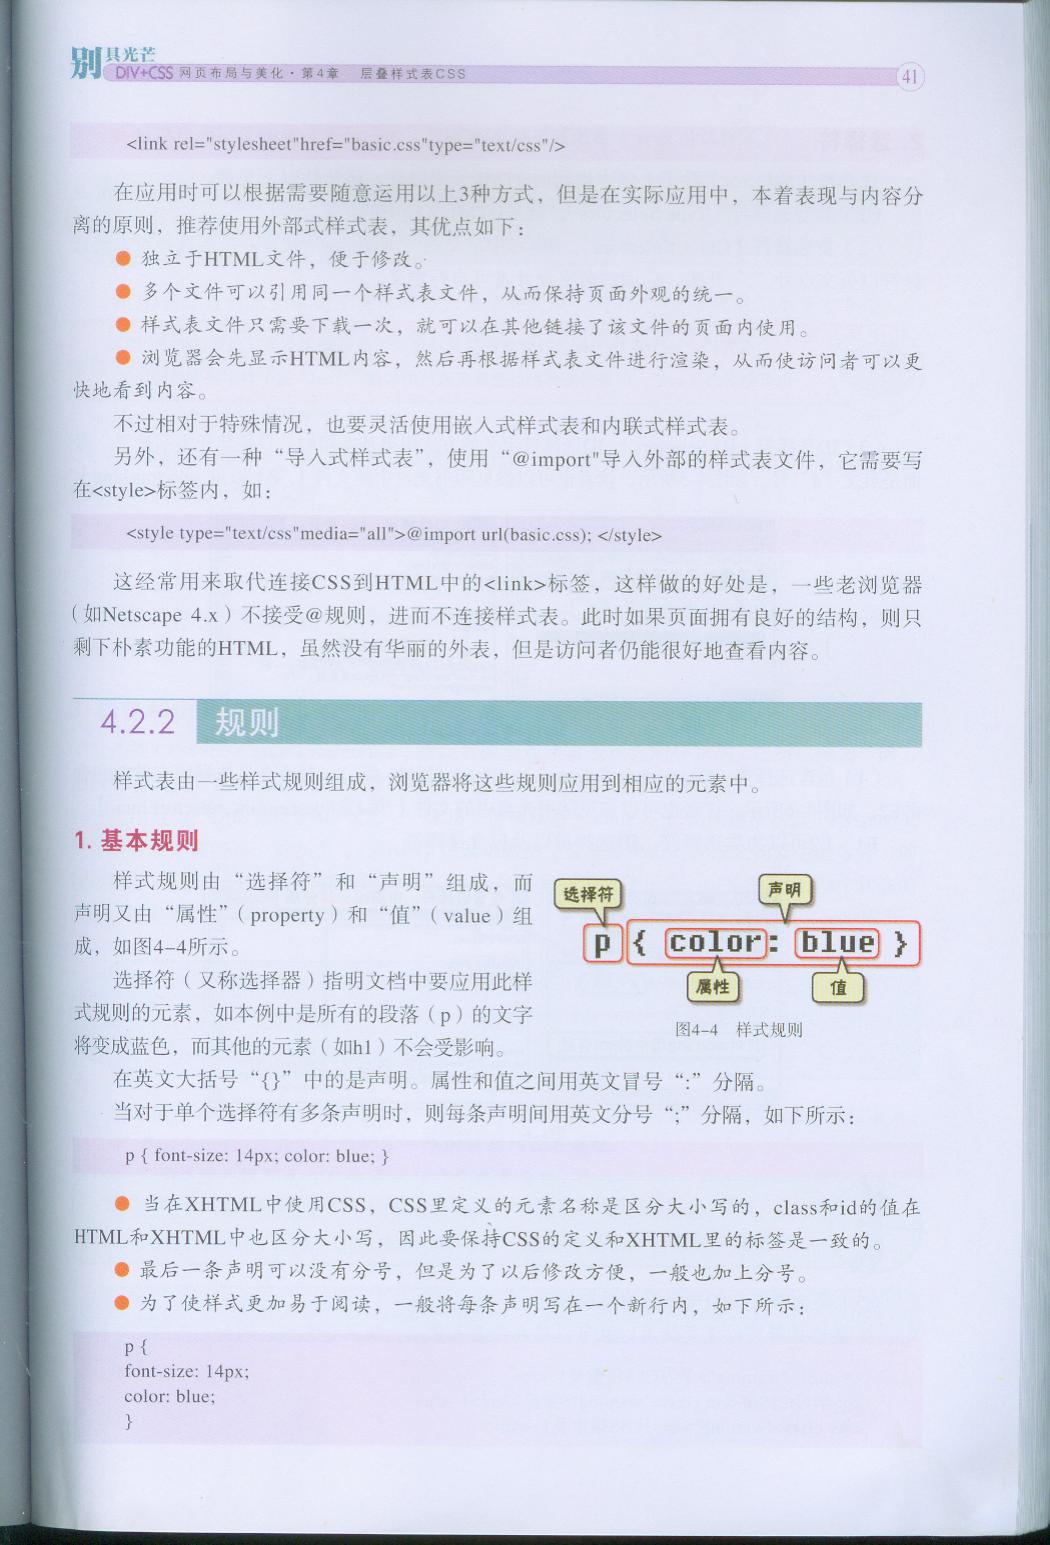 别具光芒
DIV+CSS 网页布局与美化·第4章 层叠样式表CSS
41
<link rel="stylesheet"href="basic.css"type="text/css"/>
在应用时可以根据需要随意运用以上3种方式，但是在实际应用中，本着表现与内容分
离的原则，推荐使用外部式样式表，其优点如下：
● 独立于HTML文件，便于修改。
● 多个文件可以引用同一个样式表文件，从而保持页面外观的统一。
● 样式表文件只需要下载一次，就可以在其他链接了该文件的页面内使用。
● 浏览器会先显示HTML内容，然后再根据样式表文件进行渲染，从而使访问者可以更
快地看到内容。
不过相对于特殊情况，也要灵活使用嵌入式样式表和内联式样式表。
另外，还有一种“导入式样式表”，使用“@import"导入外部的样式表文件，它需要写
在<style>标签内，如：
<style type="text/css"media="all">@import url(basic.css); </style>
这经常用来取代连接CSS到HTML中的<link>标签，这样做的好处是，一些老浏览器
（如Netscape 4.x）不接受@规则，进而不连接样式表。此时如果页面拥有良好的结构，则只
剩下朴素功能的HTML，虽然没有华丽的外表，但是访问者仍能很好地查看内容。
4.2.2 规则
样式表由一些样式规则组成，浏览器将这些规则应用到相应的元素中。
1. 基本规则
样式规则由“选择符”和“声明”组成，而
声明又由“属性”（property）和“值”（value）组
成，如图4-4所示。
选择符（又称选择器）指明文档中要应用此样
式规则的元素，如本例中是所有的段落（p）的文字
将变成蓝色，而其他的元素（如h1）不会受影响。
选择符 声明
p { color: blue }
属性 值
图4-4 样式规则
在英文大括号“{}”中的是声明。属性和值之间用英文冒号“:”分隔。
当对于单个选择符有多条声明时，则每条声明间用英文分号“;”分隔，如下所示：
p { font-size: 14px; color: blue; }
● 当在XHTML中使用CSS，CSS里定义的元素名称是区分大小写的，class和id的值在
HTML和XHTML中也区分大小写，因此要保持CSS的定义和XHTML里的标签是一致的。
● 最后一条声明可以没有分号，但是为了以后修改方便，一般也加上分号。
● 为了使样式更加易于阅读，一般将每条声明写在一个新行内，如下所示：
p {
font-size: 14px;
color: blue;
}